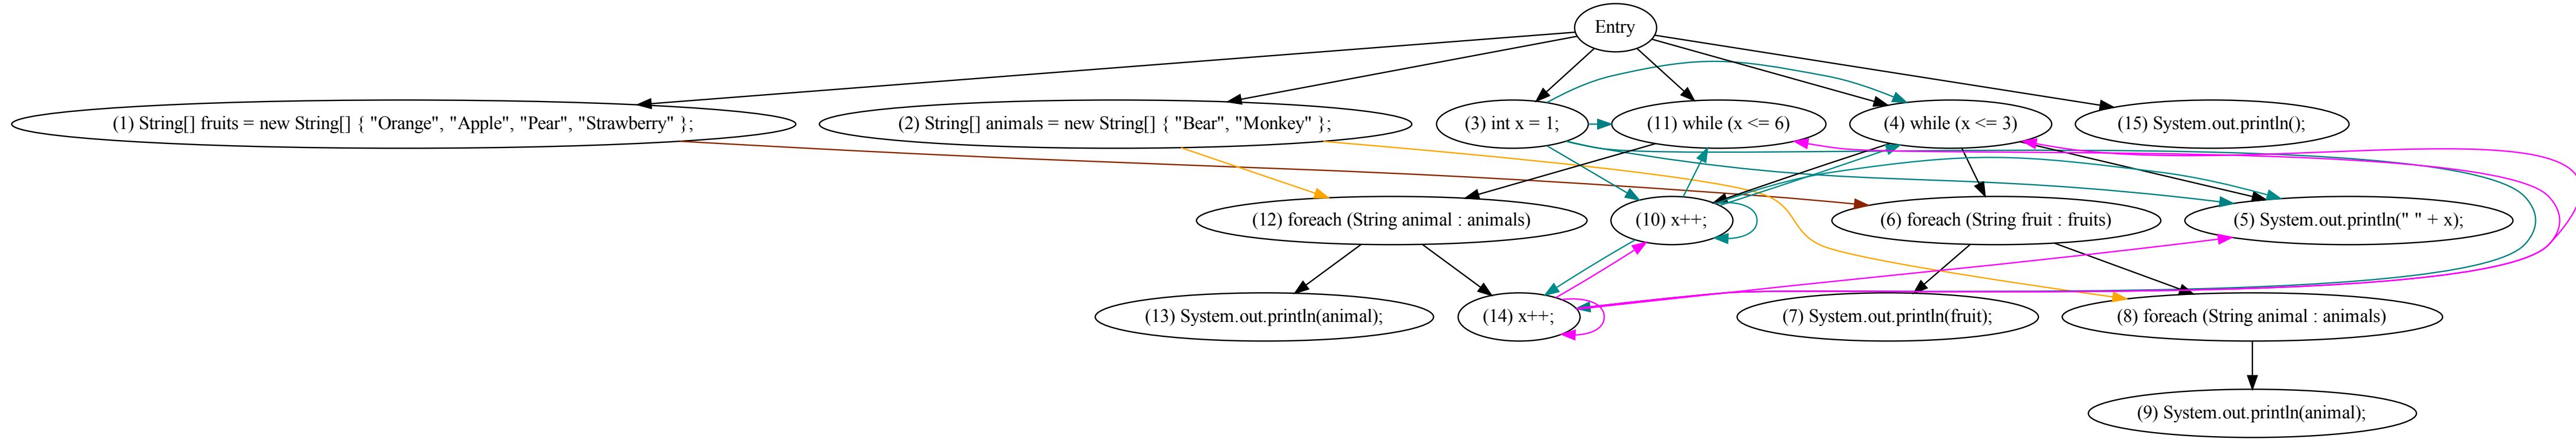 Entry
(1) String[] fruits = new String[] { "Orange", "Apple", "Pear", "Strawberry" };
(2) String[] animals = new String[] { "Bear", "Monkey" };
(3) int x = 1;
(11) while (x <= 6)
(4) while (x <= 3)
(15) System.out.println();
(12) foreach (String animal : animals)
(10) x++;
(6) foreach (String fruit : fruits)
(5) System.out.println(" " + x);
(13) System.out.println(animal);
(14) x++;
(7) System.out.println(fruit);
(8) foreach (String animal : animals)
(9) System.out.println(animal);